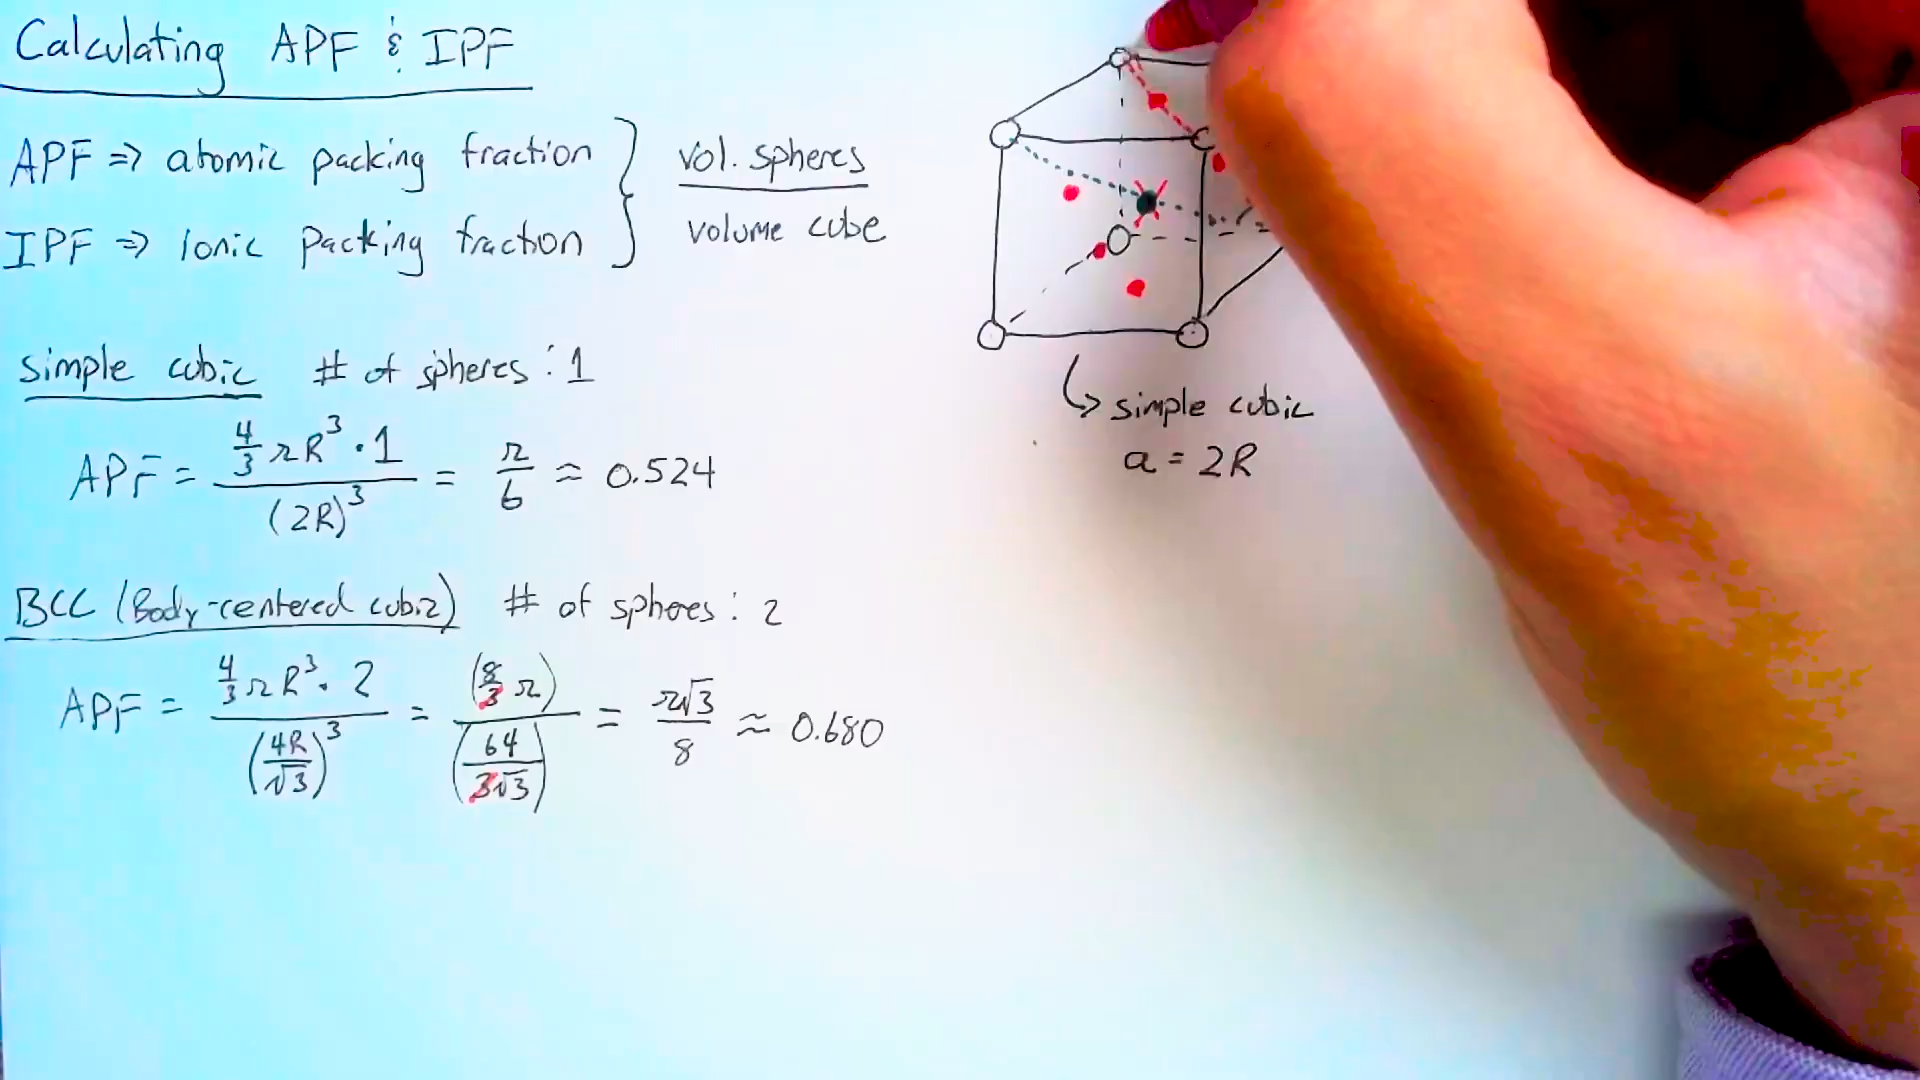 Calculating APF & IPF
APF => atomic packing fraction } vol. spheres / volume cube
IPF => Ionic packing fraction
simple cubic # of spheres : 1
APF = (4/3 πR³ · 1) / (2R)³ = π/6 ≈ 0.524
simple cubic
a = 2R
BCC (Body-centered cubic) # of spheres : 2
APF = (4/3 πR³ · 2) / (4R/√3)³ = (8/3 π) / (64/3√3) = π√3/8 ≈ 0.680